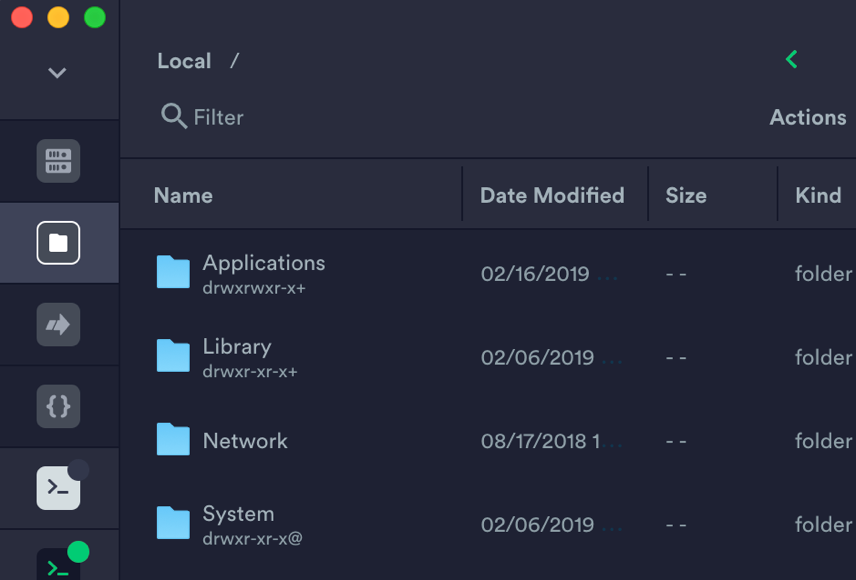 Local /
Filter
Actions
Name Date Modified Size Kind
Applications
drwxrwxr-x+
02/16/2019 ... -- folder
Library
drwxr-xr-x+
02/06/2019 ... -- folder
Network 08/17/2018 1... -- folder
System
drwxr-xr-x@
02/06/2019 ... -- folder